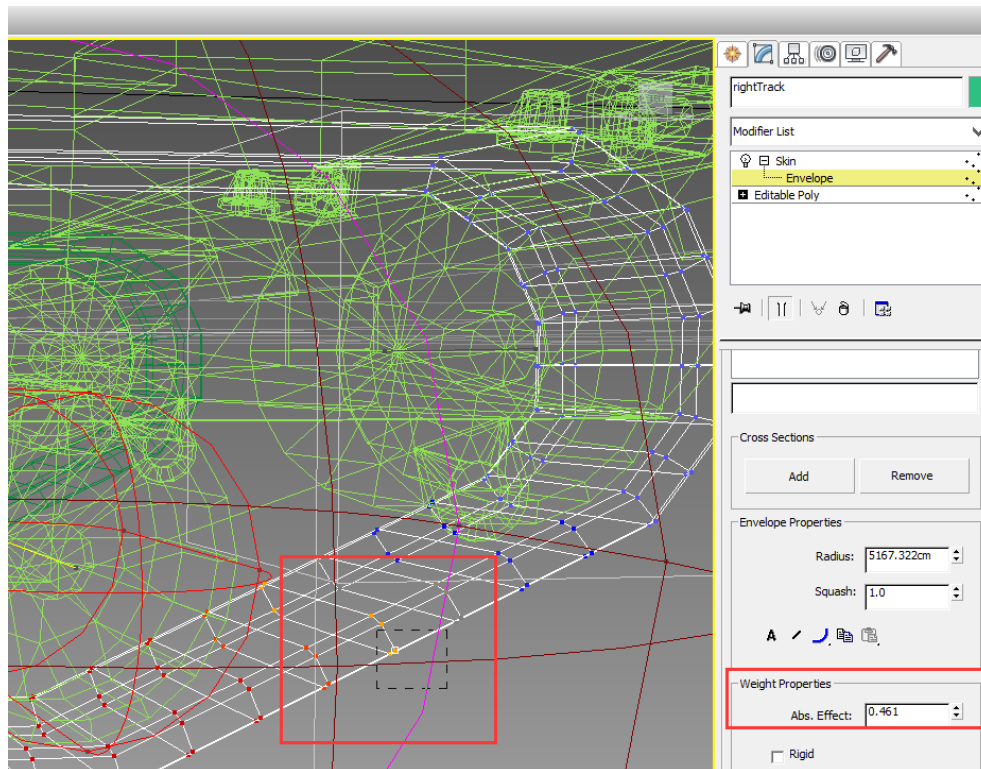 rightTrack
Modifier List
Skin
Envelope
Editable Poly
Cross Sections
Add Remove
Envelope Properties
Radius: 5167.322cm
Squash: 1.0
A
Weight Properties
Abs. Effect: 0.461
Rigid